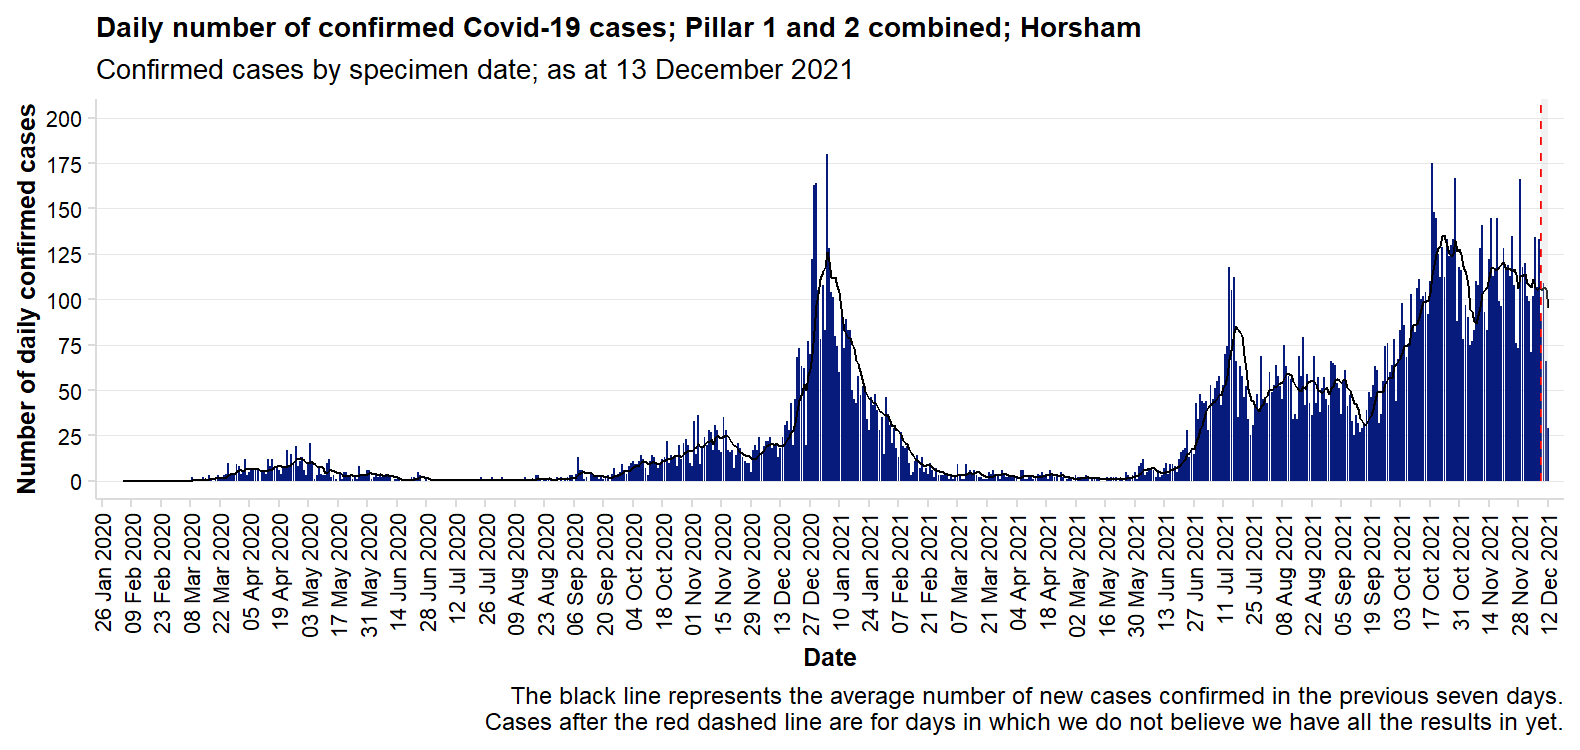 Daily number of confirmed Covid-19 cases; Pillar 1 and 2 combined; Horsham
Confirmed cases by specimen date; as at 13 December 2021
Number of daily confirmed cases
200
175
150
125
100
75
50
25
0
26 Jan 2020
09 Feb 2020
23 Feb 2020
08 Mar 2020
22 Mar 2020
05 Apr 2020
19 Apr 2020
03 May 2020
17 May 2020
31 May 2020
14 Jun 2020
28 Jun 2020
12 Jul 2020
26 Jul 2020
09 Aug 2020
23 Aug 2020
06 Sep 2020
20 Sep 2020
04 Oct 2020
18 Oct 2020
01 Nov 2020
15 Nov 2020
29 Nov 2020
13 Dec 2020
27 Dec 2020
10 Jan 2021
24 Jan 2021
07 Feb 2021
21 Feb 2021
07 Mar 2021
21 Mar 2021
04 Apr 2021
18 Apr 2021
02 May 2021
16 May 2021
30 May 2021
13 Jun 2021
27 Jun 2021
11 Jul 2021
25 Jul 2021
08 Aug 2021
22 Aug 2021
05 Sep 2021
19 Sep 2021
03 Oct 2021
17 Oct 2021
31 Oct 2021
14 Nov 2021
28 Nov 2021
12 Dec 2021
Date
The black line represents the average number of new cases confirmed in the previous seven days.
Cases after the red dashed line are for days in which we do not believe we have all the results in yet.